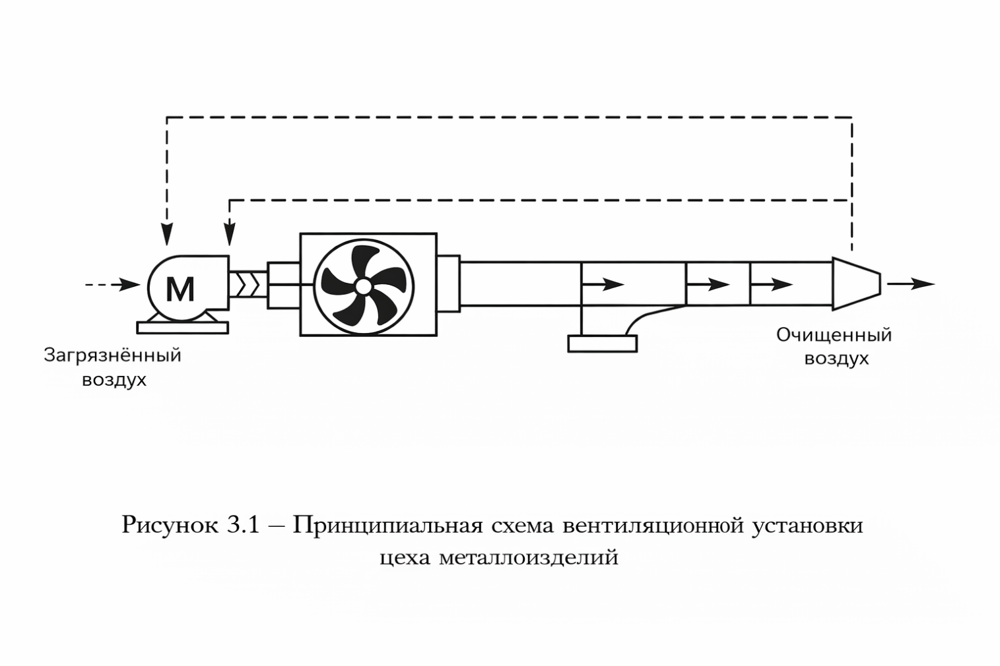 M
Загрязнённый
воздух
Очищенный
воздух
Рисунок 3.1 — Принципиальная схема вентиляционной установки
цеха металлоизделий